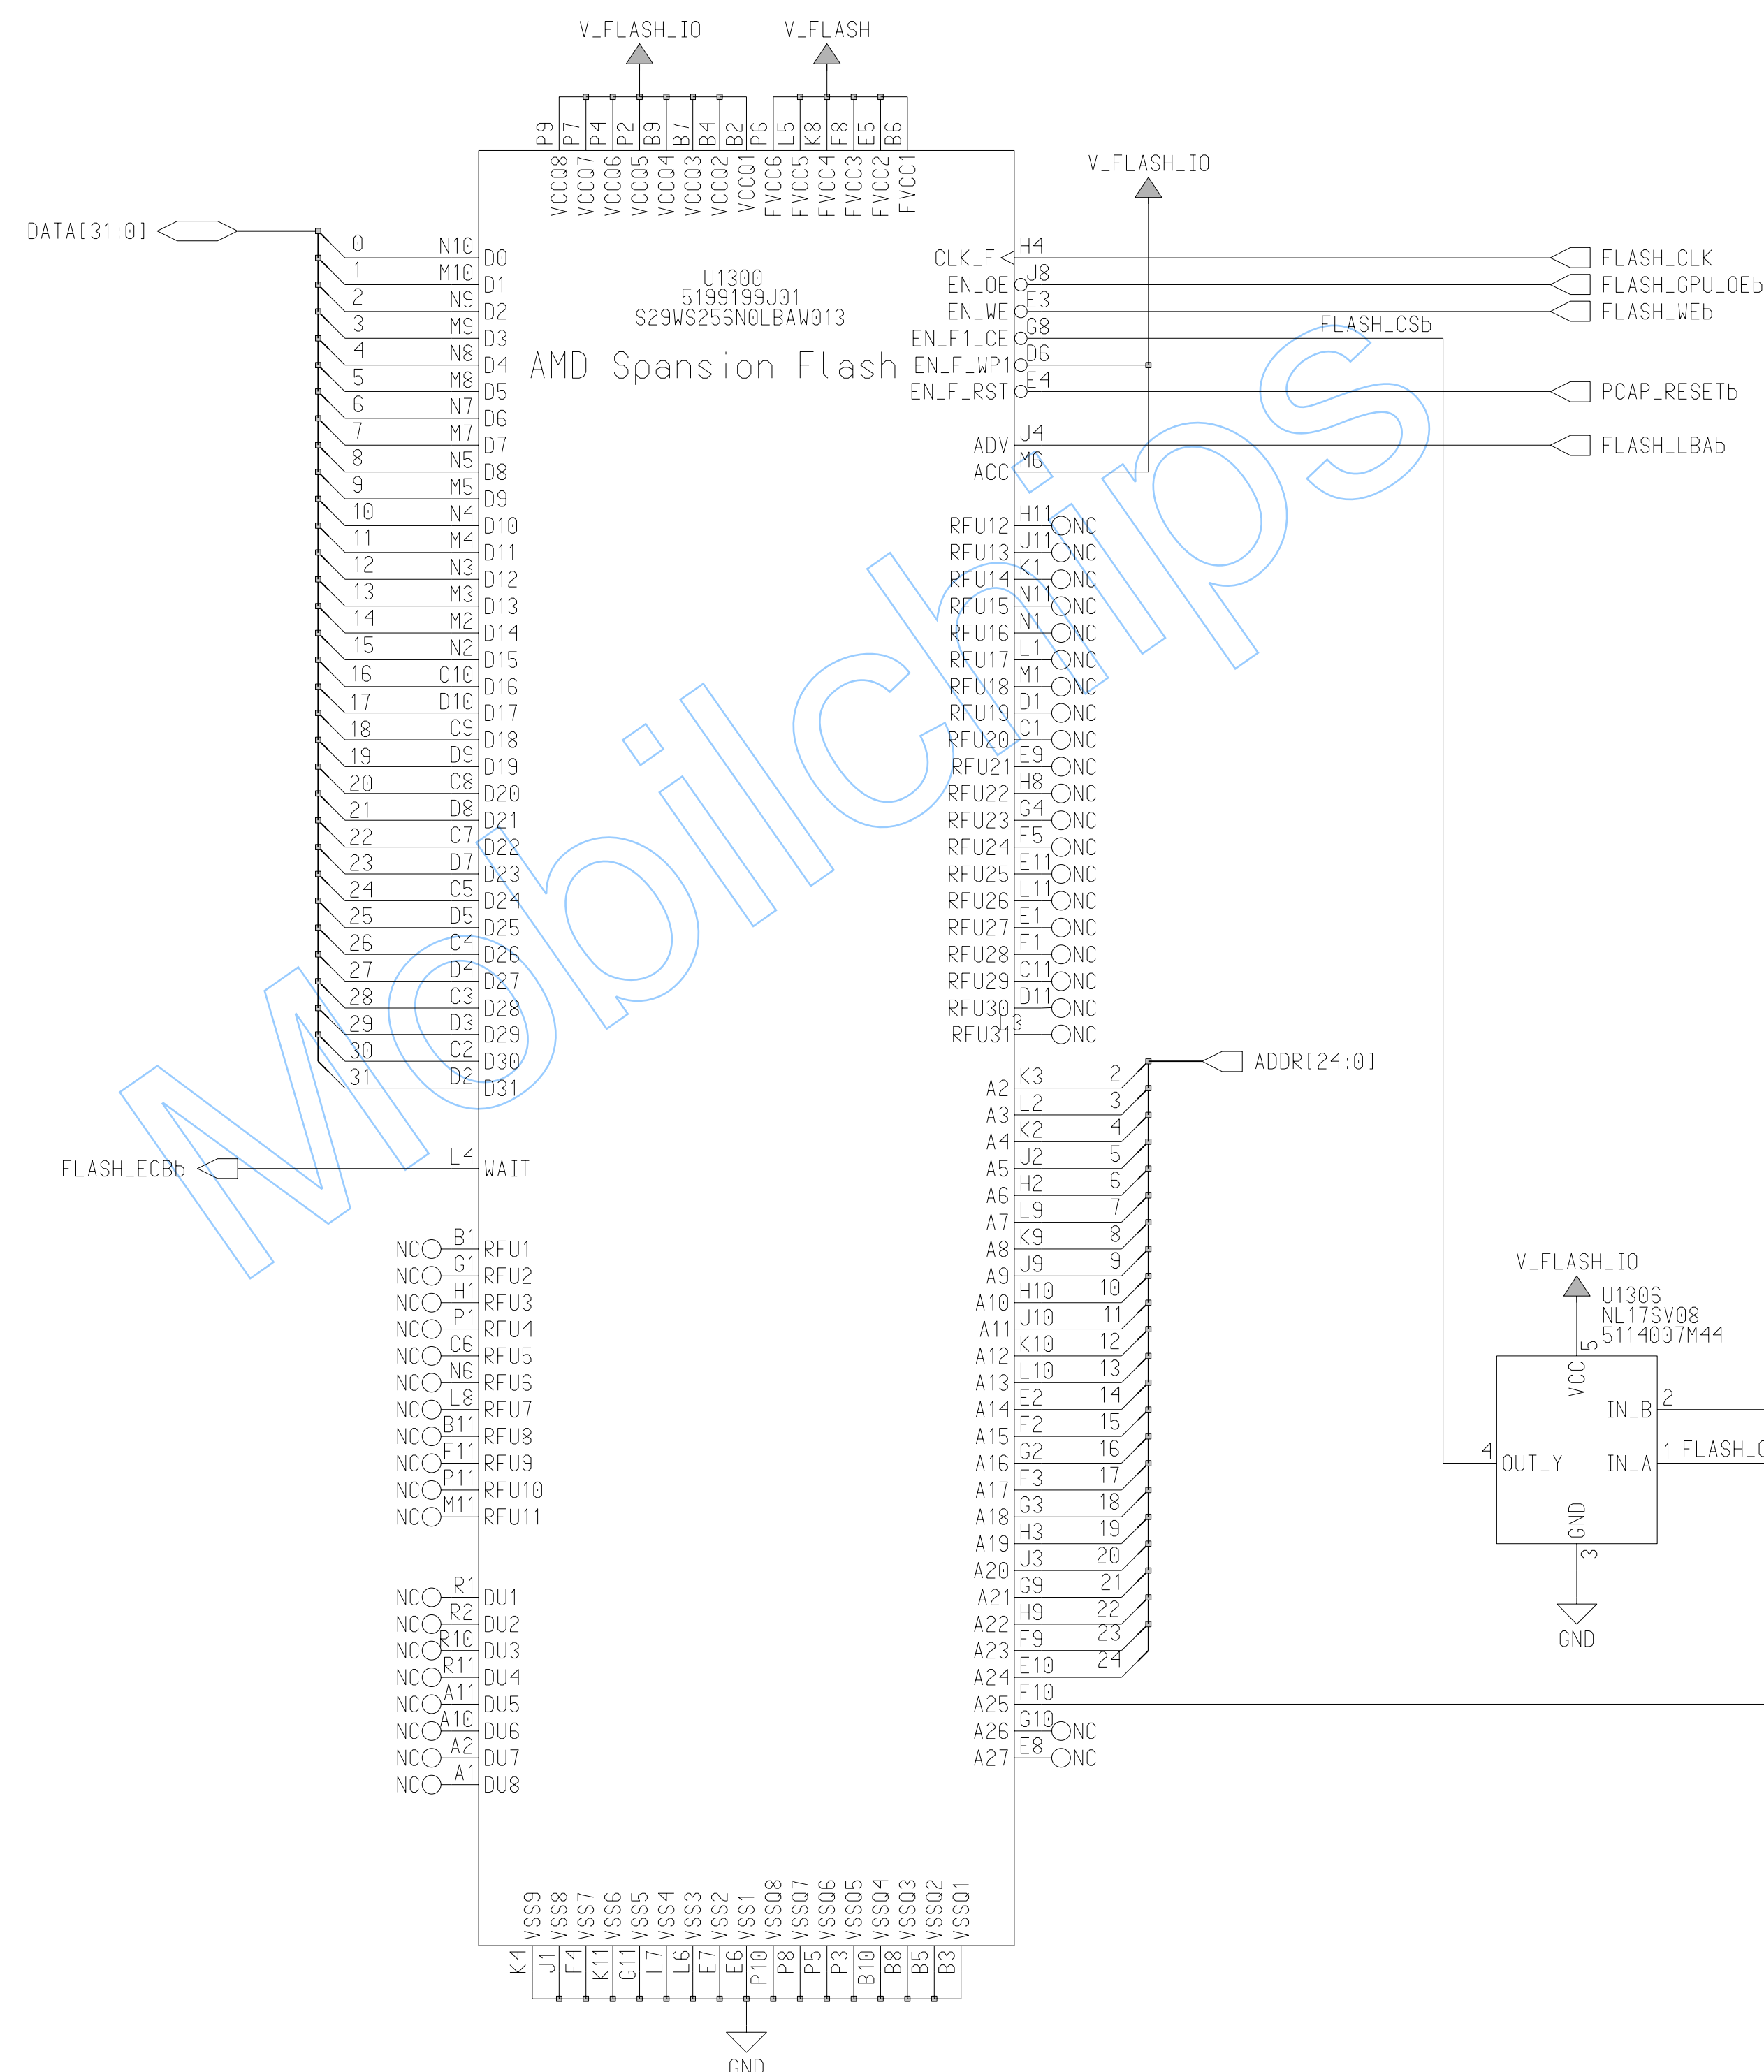 V_FLASH_IO V_FLASH
P9 P7 P4 P2 B9 B7 B4 B2 P6 L5 K8 F8 E5 B6
VCCQ8 VCCQ7 VCCQ6 VCCQ5 VCCQ4 VCCQ3 VCCQ2 VCCQ1 FVCC6 FVCC5 FVCC4 FVCC3 FVCC2 FVCC1
V_FLASH_IO
DATA[31:0]
U1300
5199199J01
S29WS256N0LBAW013
AMD Spansion Flash
0 N10 D0
1 M10 D1
2 N9 D2
3 M9 D3
4 N8 D4
5 M8 D5
6 N7 D6
7 M7 D7
8 N5 D8
9 M5 D9
10 N4 D10
11 M4 D11
12 N3 D12
13 M3 D13
14 M2 D14
15 N2 D15
16 C10 D16
17 D10 D17
18 C9 D18
19 D9 D19
20 C8 D20
21 D8 D21
22 C7 D22
23 D7 D23
24 C5 D24
25 D5 D25
26 C4 D26
27 D4 D27
28 C3 D28
29 D3 D29
30 C2 D30
31 D2 D31
FLASH_ECBb L4 WAIT
NC B1 RFU1
NC G1 RFU2
NC H1 RFU3
NC P1 RFU4
NC C6 RFU5
NC N6 RFU6
NC L8 RFU7
NC B11 RFU8
NC F11 RFU9
NC P11 RFU10
NC M11 RFU11
NC R1 DU1
NC R2 DU2
NC R10 DU3
NC R11 DU4
NC A11 DU5
NC A10 DU6
NC A2 DU7
NC A1 DU8
CLK_F H4 FLASH_CLK
EN_OE J8 FLASH_GPU_OEb
EN_WE E3 FLASH_WEb
EN_F1_CE G8 FLASH_CSb
EN_F_WP1 D6
EN_F_RST E4 PCAP_RESETb
ADV J4 FLASH_LBAb
ACC M6
RFU12 H11 NC
RFU13 J11 NC
RFU14 K1 NC
RFU15 N11 NC
RFU16 N1 NC
RFU17 L1 NC
RFU18 M1 NC
RFU19 D1 NC
RFU20 C1 NC
RFU21 E9 NC
RFU22 H8 NC
RFU23 G4 NC
RFU24 F5 NC
RFU25 E11 NC
RFU26 L11 NC
RFU27 E1 NC
RFU28 F1 NC
RFU29 C11 NC
RFU30 D11 NC
RFU31 L3 NC
ADDR[24:0]
A2 K3 2
A3 L2 3
A4 K2 4
A5 J2 5
A6 H2 6
A7 L9 7
A8 K9 8
A9 J9 9
A10 H10 10
A11 J10 11
A12 K10 12
A13 L10 13
A14 E2 14
A15 F2 15
A16 G2 16
A17 F3 17
A18 G3 18
A19 H3 19
A20 J3 20
A21 G9 21
A22 H9 22
A23 F9 23
A24 E10 24
A25 F10
A26 G10 NC
A27 E8 NC
V_FLASH_IO
U1306
NL17SV08
5114007M44
5
VCC
IN_B 2
4 OUT_Y IN_A 1
GND
3
GND
VSS9 VSS8 VSS7 VSS6 VSS5 VSS4 VSS3 VSS2 VSS1 VSSQ8 VSSQ7 VSSQ6 VSSQ5 VSSQ4 VSSQ3 VSSQ2 VSSQ1
K4 J1 F4 K11 G11 L7 L6 E7 E6 P10 P8 P5 P3 B10 B8 B5 B3
GND
Mobilchips